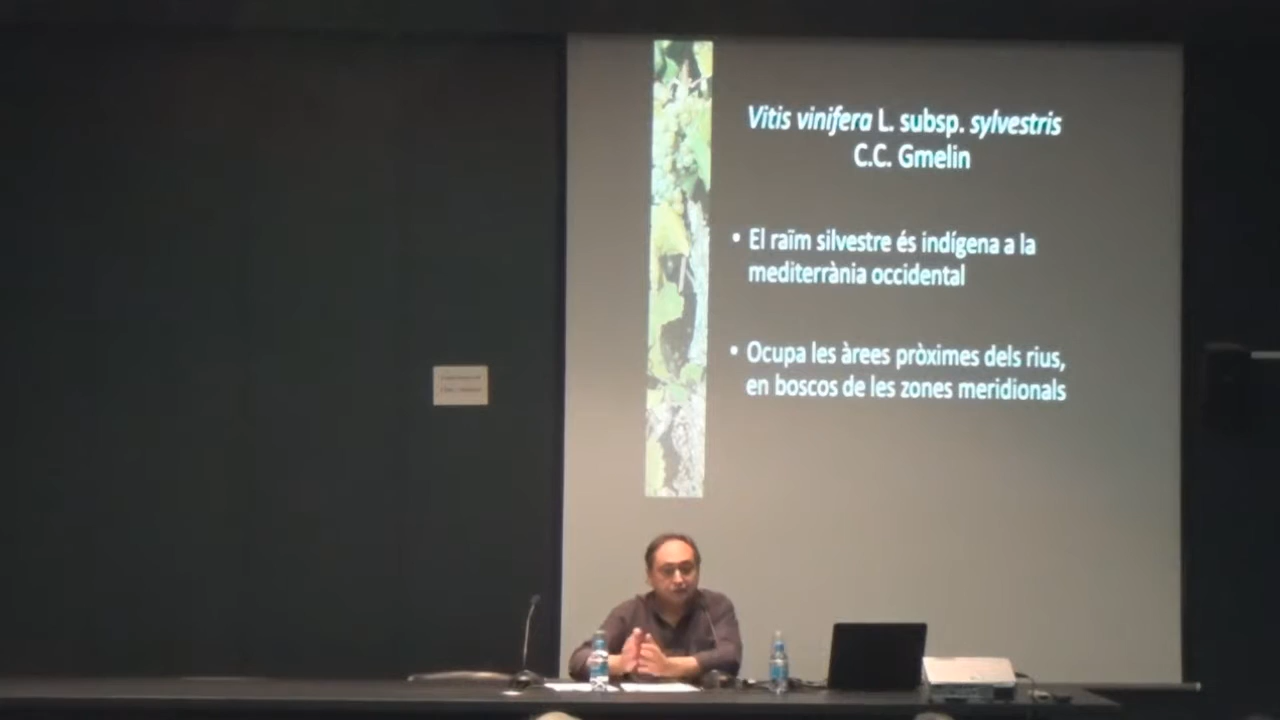 Vitis vinifera L. subsp. sylvestris
C.C. Gmelin
• El raïm silvestre és indígena a la
mediterrània occidental
• Ocupa les àrees pròximes dels rius,
en boscos de les zones meridionals